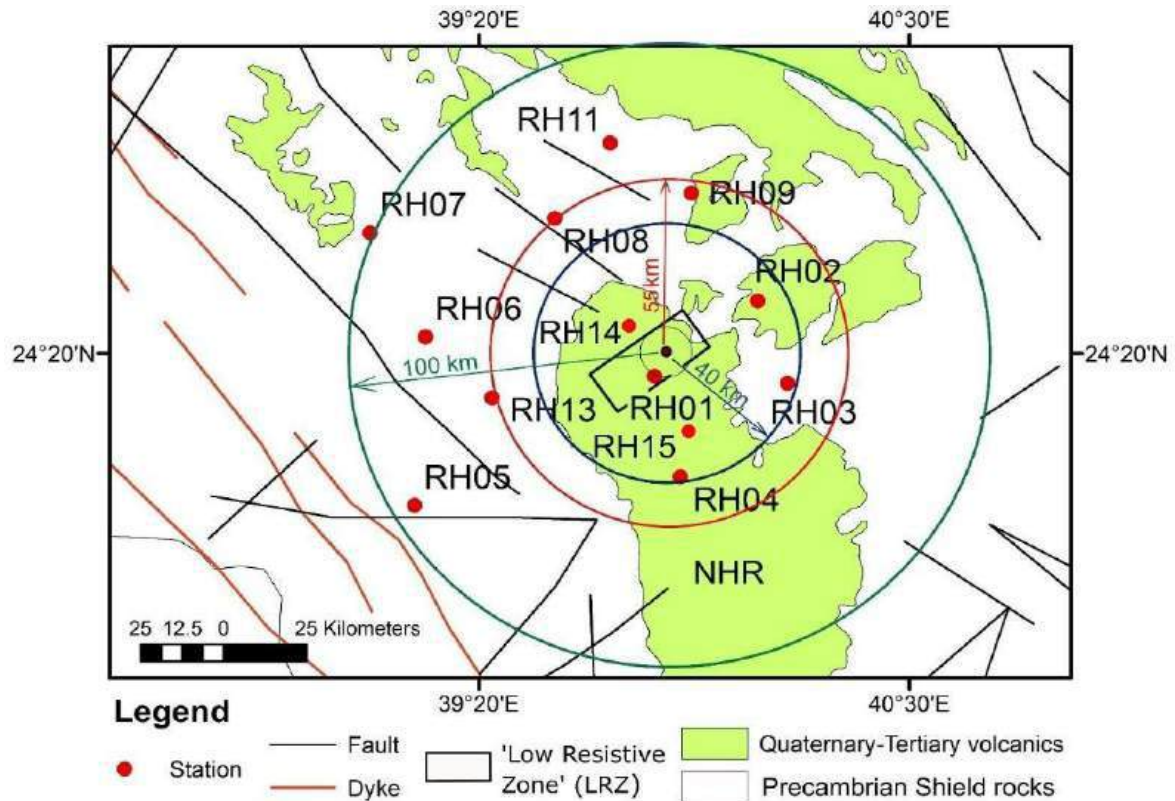 39°20'E 40°30'E
RH11
RH07
RH09
RH08
RH02
55 km
RH06
RH14
24°20'N 24°20'N
100 km
40 km
RH13
RH01
RH03
RH15
RH05
RH04
NHR
25 12.5 0 25 Kilometers
39°20'E 40°30'E
Legend
Station
Fault
Dyke
'Low Resistive
Zone' (LRZ)
Quaternary-Tertiary volcanics
Precambrian Shield rocks